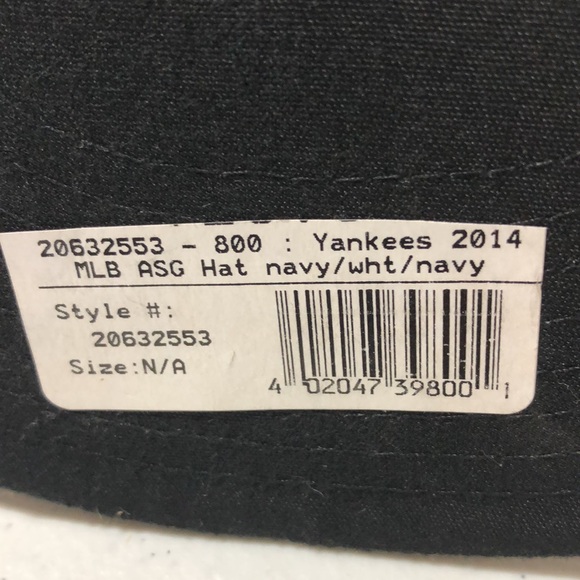 20632553 - 800 : Yankees 2014
MLB ASG Hat navy/wht/navy
Style #:
20632553
Size:N/A
4 02047 39800 1